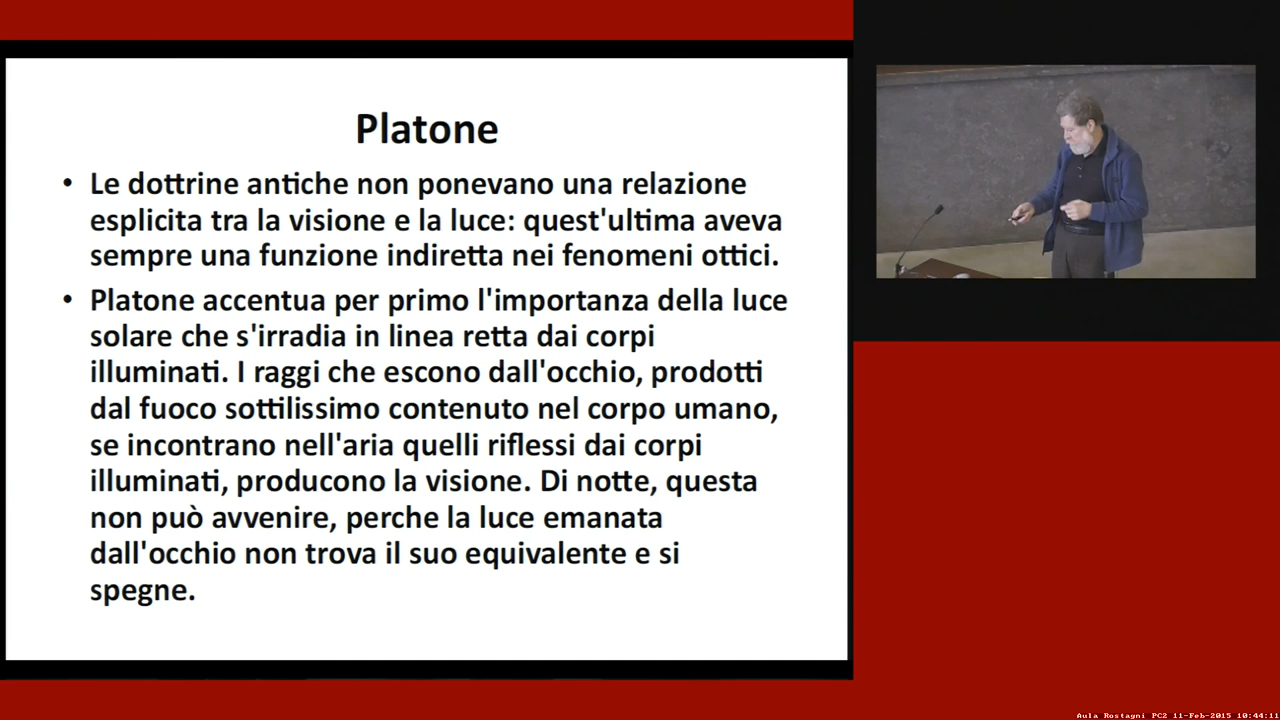 Platone
• Le dottrine antiche non ponevano una relazione
esplicita tra la visione e la luce: quest'ultima aveva
sempre una funzione indiretta nei fenomeni ottici.
• Platone accentua per primo l'importanza della luce
solare che s'irradia in linea retta dai corpi
illuminati. I raggi che escono dall'occhio, prodotti
dal fuoco sottilissimo contenuto nel corpo umano,
se incontrano nell'aria quelli riflessi dai corpi
illuminati, producono la visione. Di notte, questa
non può avvenire, perche la luce emanata
dall'occhio non trova il suo equivalente e si
spegne.
Aula Rostagni PC2 11-Feb-2015 10:44:11